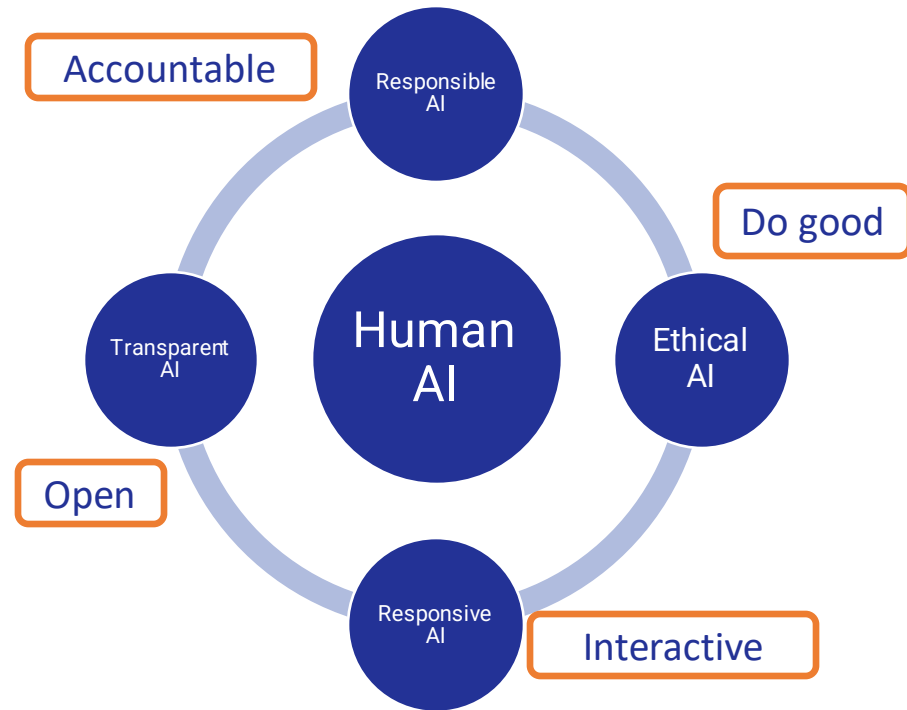 Accountable
Responsible
AI
Do good
Transparent
AI
Human
AI
Ethical
AI
Open
Responsive
AI
Interactive